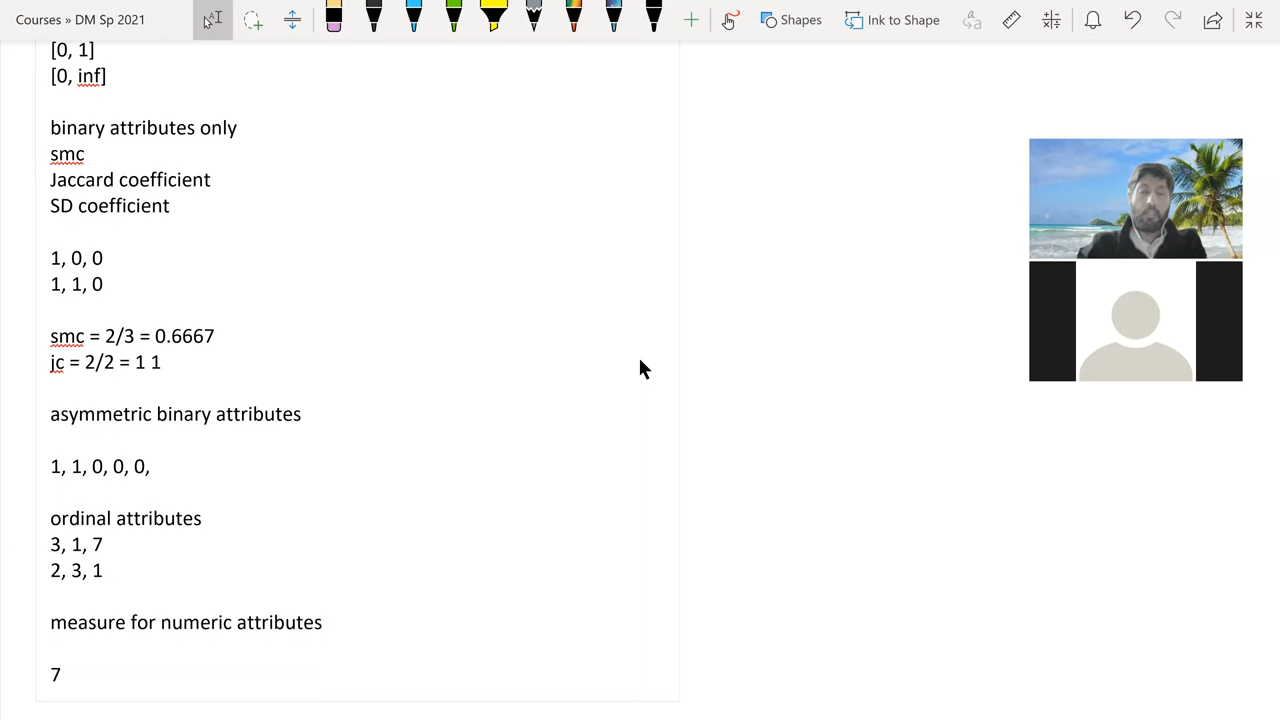 Courses » DM Sp 2021
Shapes
Ink to Shape
[0, 1]
[0, inf]
binary attributes only
smc
Jaccard coefficient
SD coefficient
1, 0, 0
1, 1, 0
smc = 2/3 = 0.6667
jc = 2/2 = 1 1
asymmetric binary attributes
1, 1, 0, 0, 0,
ordinal attributes
3, 1, 7
2, 3, 1
measure for numeric attributes
7